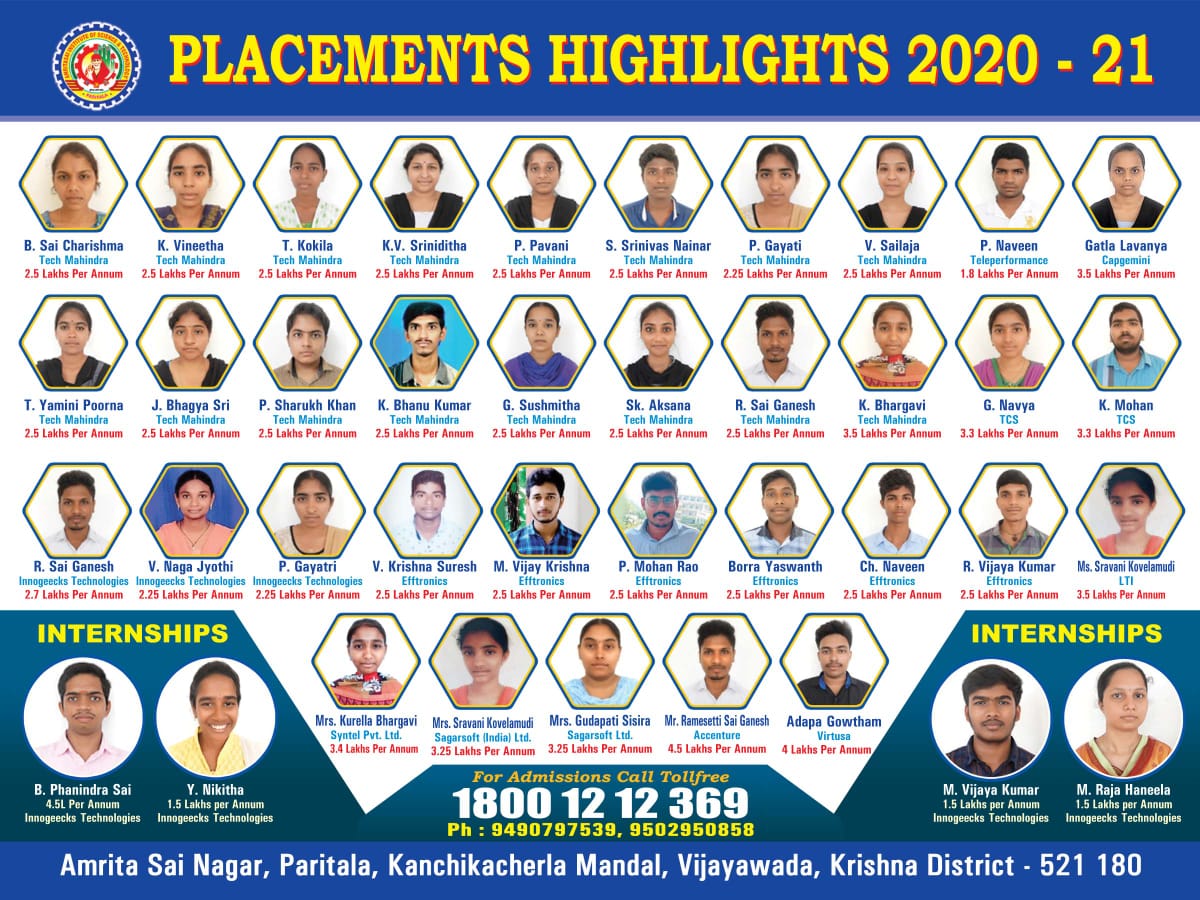 PLACEMENTS HIGHLIGHTS 2020 - 21
B. Sai Charishma
Tech Mahindra
2.5 Lakhs Per Annum
K. Vineetha
Tech Mahindra
2.5 Lakhs Per Annum
T. Kokila
Tech Mahindra
2.5 Lakhs Per Annum
K.V. Sriniditha
Tech Mahindra
2.5 Lakhs Per Annum
P. Pavani
Tech Mahindra
2.5 Lakhs Per Annum
S. Srinivas Nainar
Tech Mahindra
2.5 Lakhs Per Annum
P. Gayati
Tech Mahindra
2.25 Lakhs Per Annum
V. Sailaja
Tech Mahindra
2.5 Lakhs Per Annum
P. Naveen
Teleperformance
1.8 Lakhs Per Annum
Gatla Lavanya
Capgemini
3.5 Lakhs Per Annum
T. Yamini Poorna
Tech Mahindra
2.5 Lakhs Per Annum
J. Bhagya Sri
Tech Mahindra
2.5 Lakhs Per Annum
P. Sharukh Khan
Tech Mahindra
2.5 Lakhs Per Annum
K. Bhanu Kumar
Tech Mahindra
2.5 Lakhs Per Annum
G. Sushmitha
Tech Mahindra
2.5 Lakhs Per Annum
Sk. Aksana
Tech Mahindra
2.5 Lakhs Per Annum
R. Sai Ganesh
Tech Mahindra
2.5 Lakhs Per Annum
K. Bhargavi
Tech Mahindra
3.5 Lakhs Per Annum
G. Navya
TCS
3.3 Lakhs Per Annum
K. Mohan
TCS
3.3 Lakhs Per Annum
R. Sai Ganesh
Innogeecks Technologies
2.7 Lakhs Per Annum
V. Naga Jyothi
Innogeecks Technologies
2.25 Lakhs Per Annum
P. Gayatri
Innogeecks Technologies
2.25 Lakhs Per Annum
V. Krishna Suresh
Efftronics
2.5 Lakhs Per Annum
M. Vijay Krishna
Efftronics
2.5 Lakhs Per Annum
P. Mohan Rao
Efftronics
2.5 Lakhs Per Annum
Borra Yaswanth
Efftronics
2.5 Lakhs Per Annum
Ch. Naveen
Efftronics
2.5 Lakhs Per Annum
R. Vijaya Kumar
Efftronics
2.5 Lakhs Per Annum
Ms. Sravani Kovelamudi
LTI
3.5 Lakhs Per Annum
INTERNSHIPS
B. Phanindra Sai
4.5L Per Annum
Innogeecks Technologies
Y. Nikitha
1.5 Lakhs per Annum
Innogeecks Technologies
Mrs. Kurella Bhargavi
Syntel Pvt. Ltd.
3.4 Lakhs Per Annum
Mrs. Sravani Kovelamudi
Sagarsoft (India) Ltd.
3.25 Lakhs Per Annum
Mrs. Gudapati Sisira
Sagarsoft Ltd.
3.25 Lakhs Per Annum
Mr. Ramesetti Sai Ganesh
Accenture
4.5 Lakhs Per Annum
Adapa Gowtham
Virtusa
4 Lakhs Per Annum
INTERNSHIPS
M. Vijaya Kumar
1.5 Lakhs per Annum
Innogeecks Technologies
M. Raja Haneela
1.5 Lakhs per Annum
Innogeecks Technologies
For Admissions Call Tollfree
1800 12 12 369
Ph : 9490797539, 9502950858
Amrita Sai Nagar, Paritala, Kanchikacherla Mandal, Vijayawada, Krishna District - 521 180